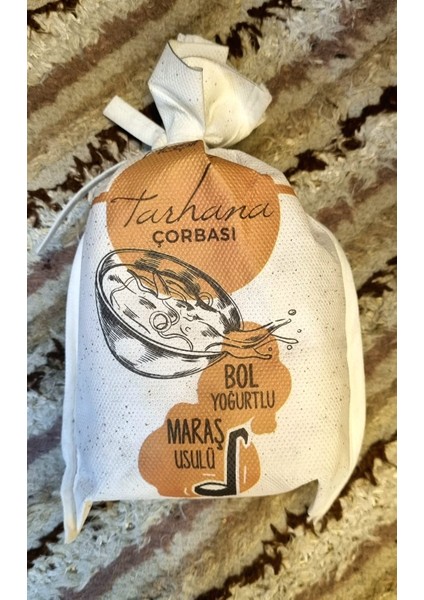 Tarhana
ÇORBASI
BOL
YOĞURTLU
MARAŞ
USULÜ